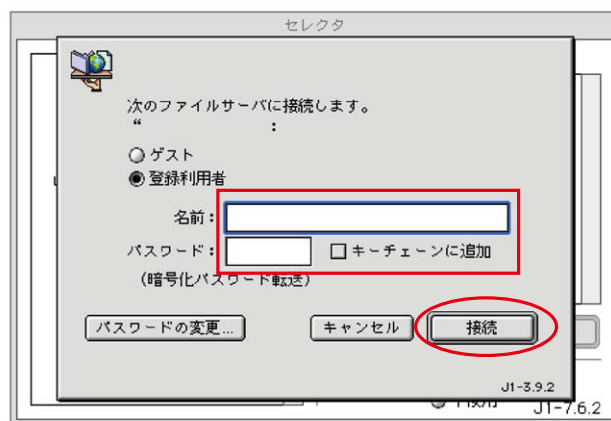 セレクタ
次のファイルサーバに接続します。
“ :
ゲスト
登録利用者
名前:
パスワード: キーチェーンに追加
(暗号化パスワード転送)
パスワードの変更... キャンセル 接続
J1-3.9.2
J1-7.6.2